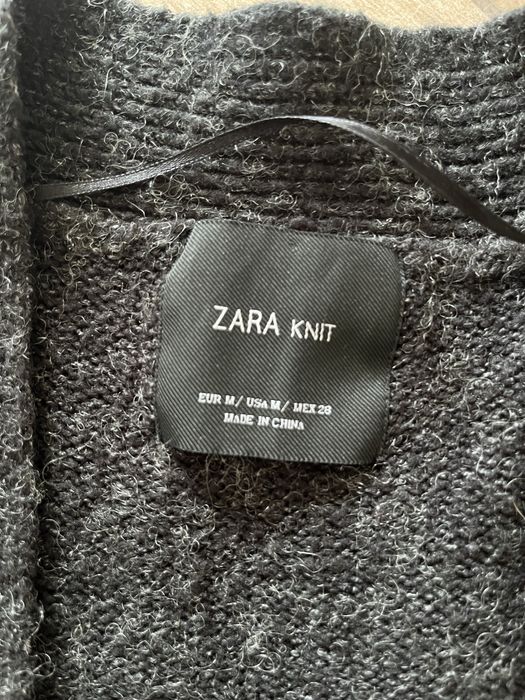 ZARA KNIT
EUR M / USA M / MEX 28
MADE IN CHINA